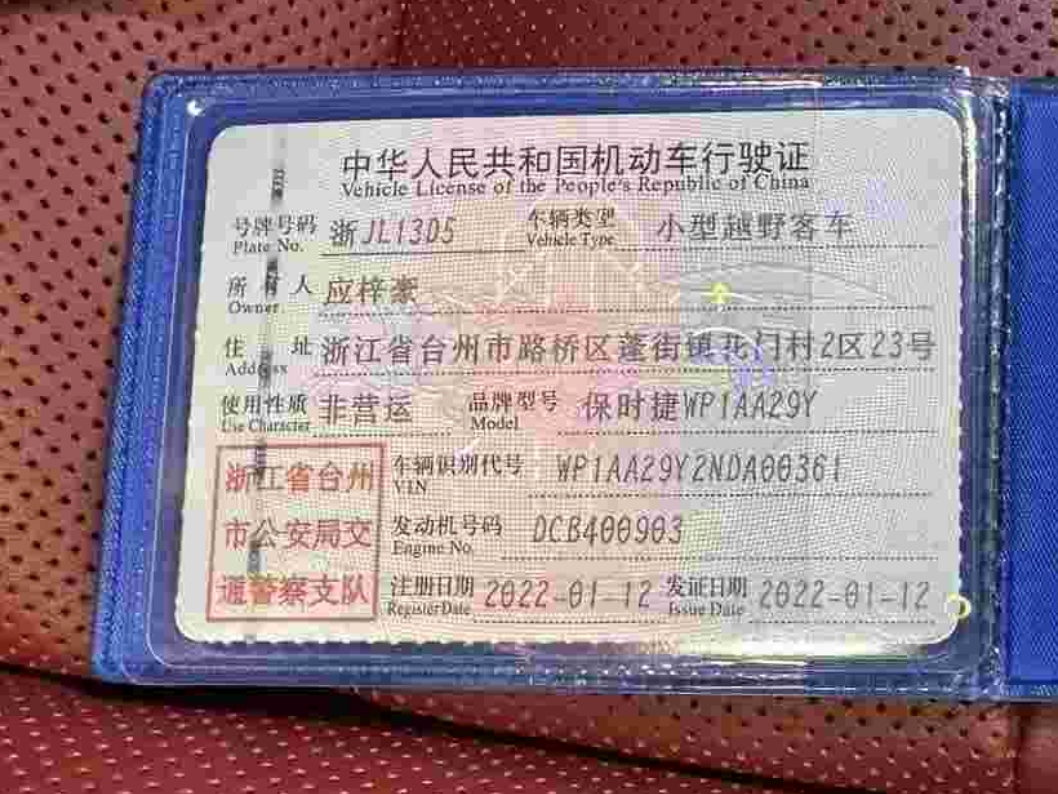 中华人民共和国机动车行驶证
Vehicle License of the People's Republic of China
号牌号码 浙JL1305 车辆类型 小型越野客车
Plate No. Vehicle Type
所有人 应梓豪
Owner
住址 浙江省台州市路桥区蓬街镇北门村2区23号
Address
使用性质 非营运 品牌型号 保时捷WP1AA29Y
Use Character Model
浙江省台州 车辆识别代号 WP1AA29Y2NDA00361
VIN
市公安局交 发动机号码 DCB400903
Engine No.
通警察支队 注册日期 2022-01-12 发证日期 2022-01-12
Register Date Issue Date